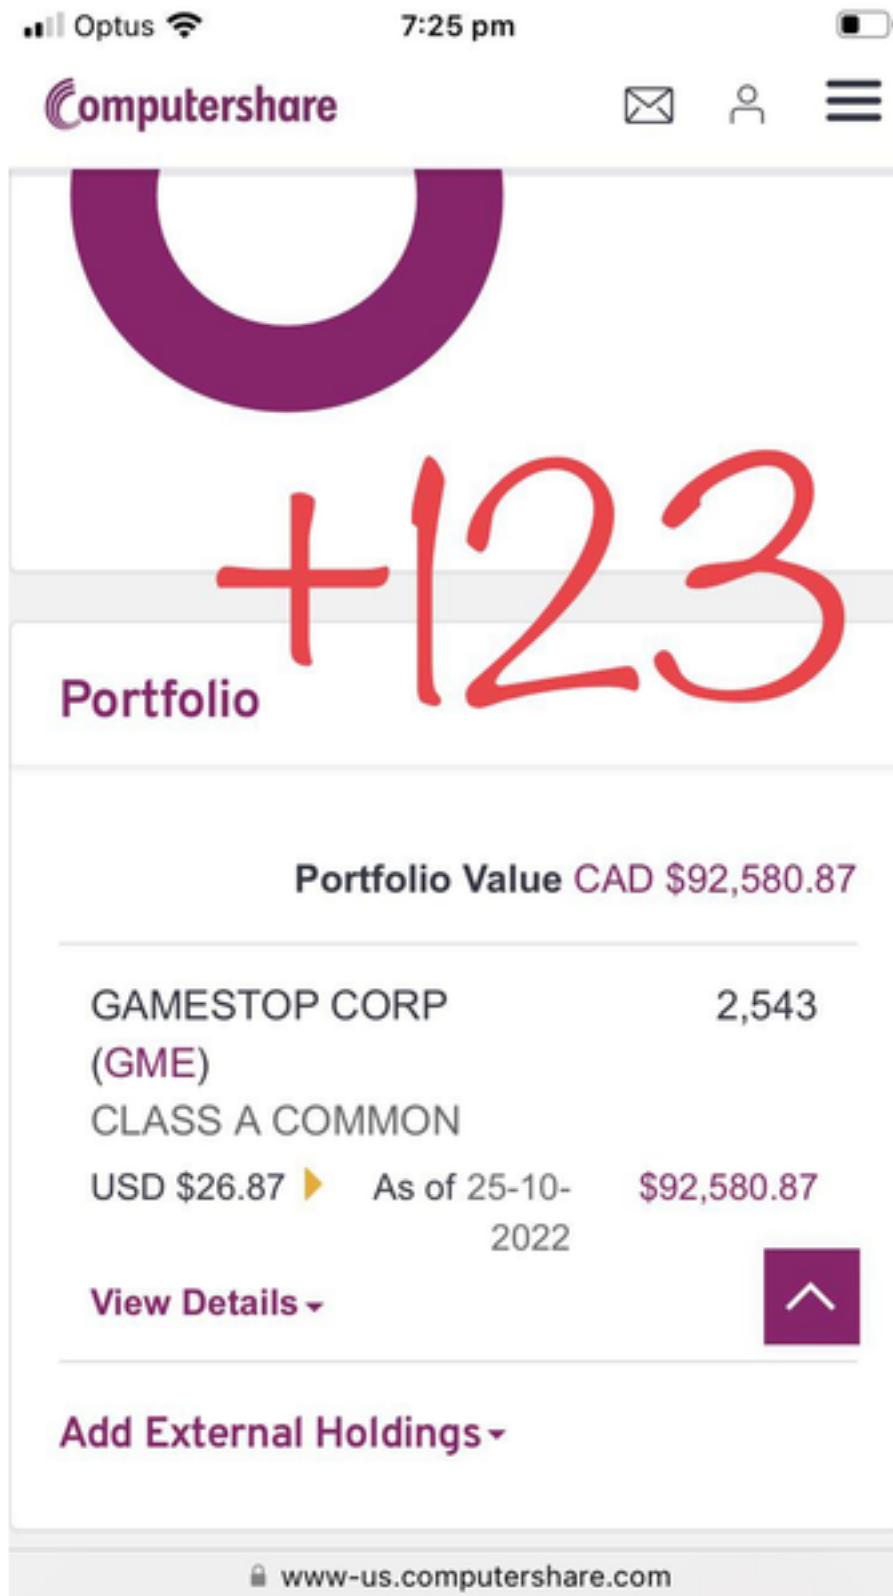 Optus 7:25 pm
Computershare
+123
Portfolio
Portfolio Value CAD $92,580.87
GAMESTOP CORP 2,543
(GME)
CLASS A COMMON
USD $26.87 As of 25-10- $92,580.87
2022
View Details
Add External Holdings
www-us.computershare.com